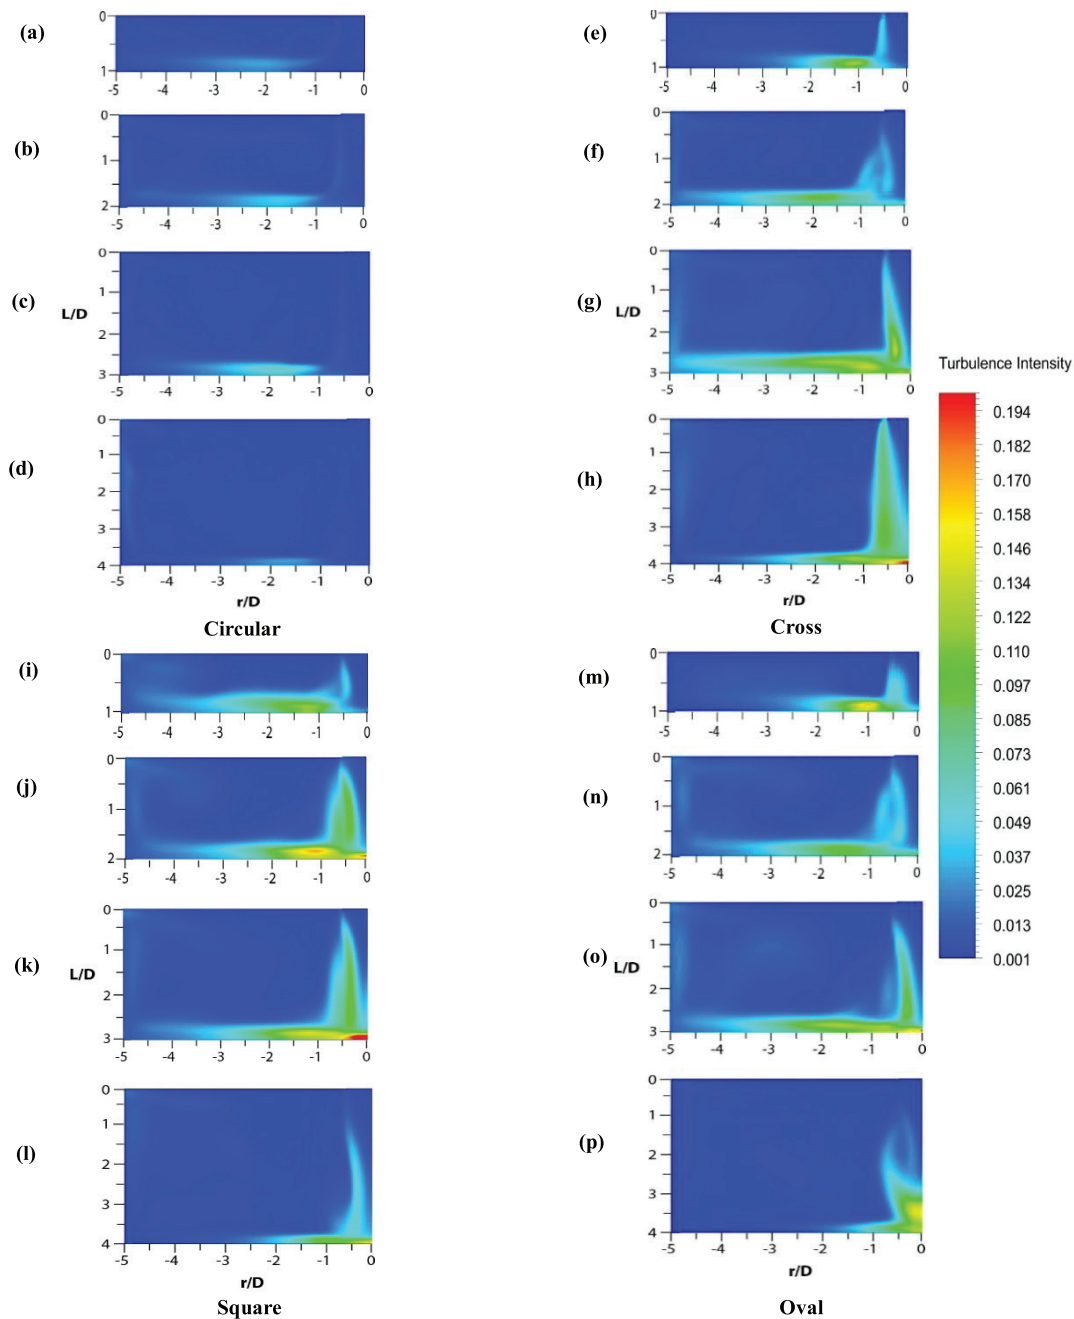 (a)
0
1
-5 -4 -3 -2 -1 0
(b)
0
1
2
-5 -4 -3 -2 -1 0
(c)
L/D
0
1
2
3
-5 -4 -3 -2 -1 0
(d)
0
1
2
3
4
-5 -4 -3 -2 -1 0
r/D
Circular
(e)
0
1
-5 -4 -3 -2 -1 0
(f)
0
1
2
-5 -4 -3 -2 -1 0
(g)
L/D
0
1
2
3
-5 -4 -3 -2 -1 0
(h)
0
1
2
3
4
-5 -4 -3 -2 -1 0
r/D
Cross
Turbulence Intensity
0.194
0.182
0.170
0.158
0.146
0.134
0.122
0.110
0.097
0.085
0.073
0.061
0.049
0.037
0.025
0.013
0.001
(i)
0
1
-5 -4 -3 -2 -1 0
(j)
0
1
2
-5 -4 -3 -2 -1 0
(k)
L/D
0
1
2
3
-5 -4 -3 -2 -1 0
(l)
0
1
2
3
4
-5 -4 -3 -2 -1 0
r/D
Square
(m)
0
1
-5 -4 -3 -2 -1 0
(n)
0
1
2
-5 -4 -3 -2 -1 0
(o)
L/D
0
1
2
3
-5 -4 -3 -2 -1 0
(p)
0
1
2
3
4
-5 -4 -3 -2 -1 0
r/D
Oval